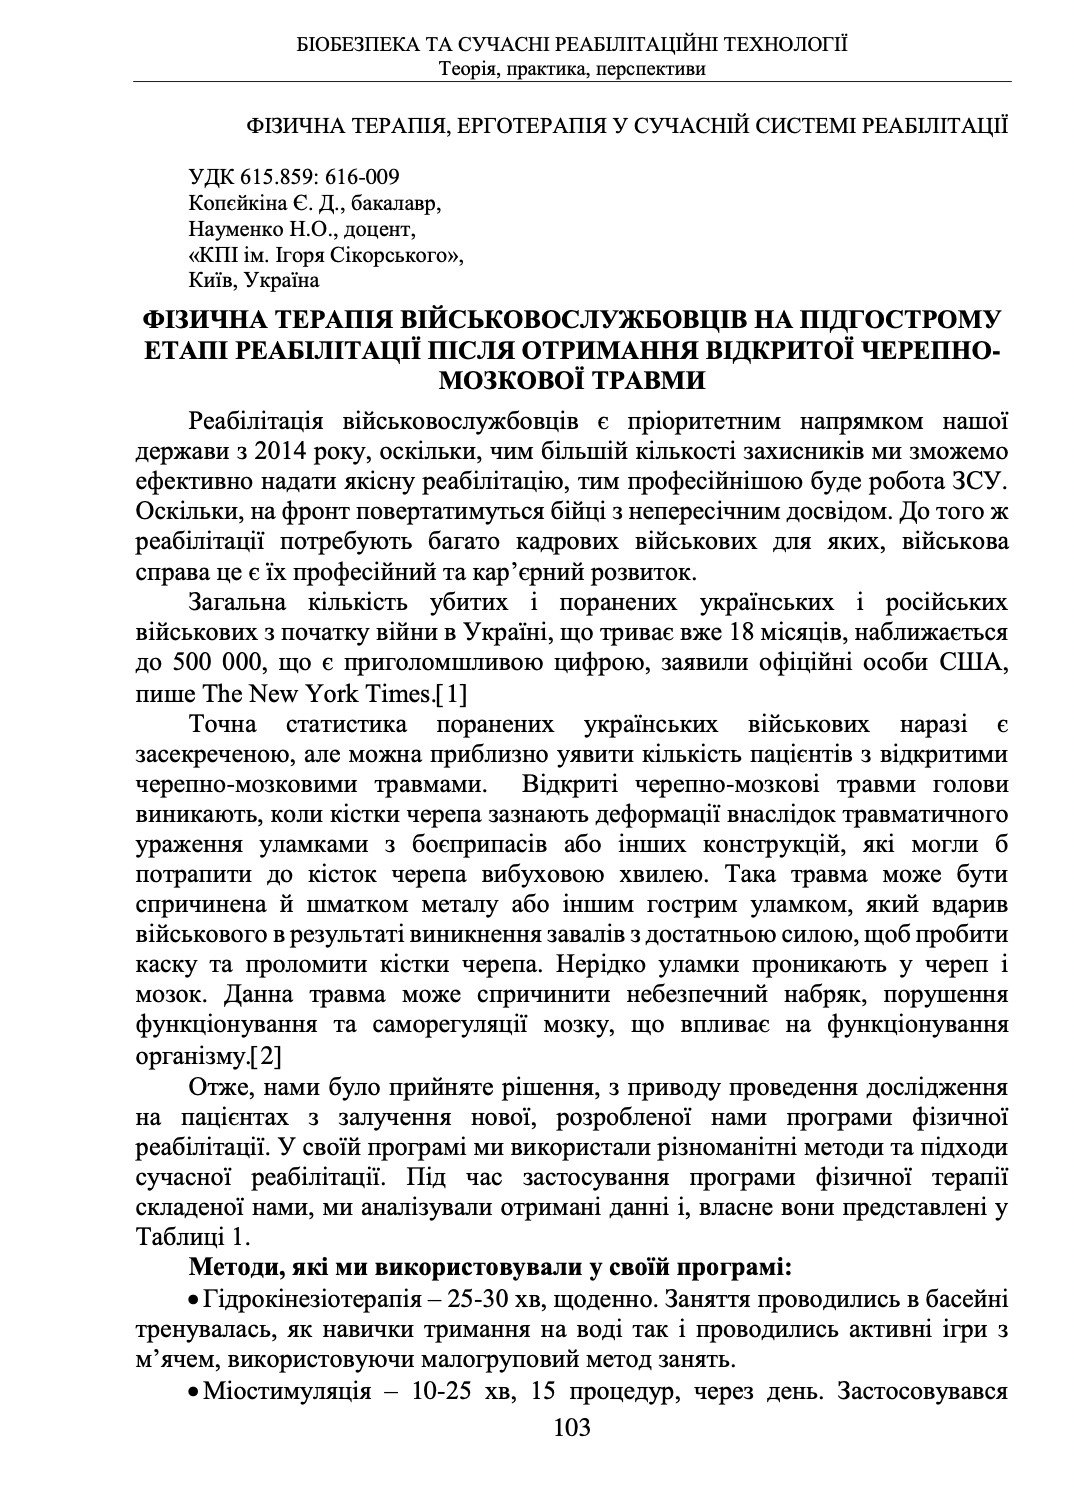 БІОБЕЗПЕКА ТА СУЧАСНІ РЕАБІЛІТАЦІЙНІ ТЕХНОЛОГІЇ
Теорія, практика, перспективи
ФІЗИЧНА ТЕРАПІЯ, ЕРГОТЕРАПІЯ У СУЧАСНІЙ СИСТЕМІ РЕАБІЛІТАЦІЇ
УДК 615.859: 616-009
Копєйкіна Є. Д., бакалавр,
Науменко Н.О., доцент,
«КПІ ім. Ігоря Сікорського»,
Київ, Україна
ФІЗИЧНА ТЕРАПІЯ ВІЙСЬКОВОСЛУЖБОВЦІВ НА ПІДГОСТРОМУ
ЕТАПІ РЕАБІЛІТАЦІЇ ПІСЛЯ ОТРИМАННЯ ВІДКРИТОЇ ЧЕРЕПНО-
МОЗКОВОЇ ТРАВМИ
Реабілітація військовослужбовців є пріоритетним напрямком нашої
держави з 2014 року, оскільки, чим більшій кількості захисників ми зможемо
ефективно надати якісну реабілітацію, тим професійнішою буде робота ЗСУ.
Оскільки, на фронт повертатимуться бійці з непересічним досвідом. До того ж
реабілітації потребують багато кадрових військових для яких, військова
справа це є їх професійний та кар’єрний розвиток.
Загальна кількість убитих і поранених українських і російських
військових з початку війни в Україні, що триває вже 18 місяців, наближається
до 500 000, що є приголомшливою цифрою, заявили офіційні особи США,
пише The New York Times.[1]
Точна статистика поранених українських військових наразі є
засекреченою, але можна приблизно уявити кількість пацієнтів з відкритими
черепно-мозковими травмами. Відкриті черепно-мозкові травми голови
виникають, коли кістки черепа зазнають деформації внаслідок травматичного
ураження уламками з боєприпасів або інших конструкцій, які могли б
потрапити до кісток черепа вибуховою хвилею. Така травма може бути
спричинена й шматком металу або іншим гострим уламком, який вдарив
військового в результаті виникнення завалів з достатньою силою, щоб пробити
каску та проломити кістки черепа. Нерідко уламки проникають у череп і
мозок. Данна травма може спричинити небезпечний набряк, порушення
функціонування та саморегуляції мозку, що впливає на функціонування
організму.[2]
Отже, нами було прийняте рішення, з приводу проведення дослідження
на пацієнтах з залучення нової, розробленої нами програми фізичної
реабілітації. У своїй програмі ми використали різноманітні методи та підходи
сучасної реабілітації. Під час застосування програми фізичної терапії
складеної нами, ми аналізували отримані данні і, власне вони представлені у
Таблиці 1.
Методи, які ми використовували у своїй програмі:
• Гідрокінезіотерапія – 25-30 хв, щоденно. Заняття проводились в басейні
тренувалась, як навички тримання на воді так і проводились активні ігри з
м’ячем, використовуючи малогруповий метод занять.
• Міостимуляція – 10-25 хв, 15 процедур, через день. Застосовувався
103